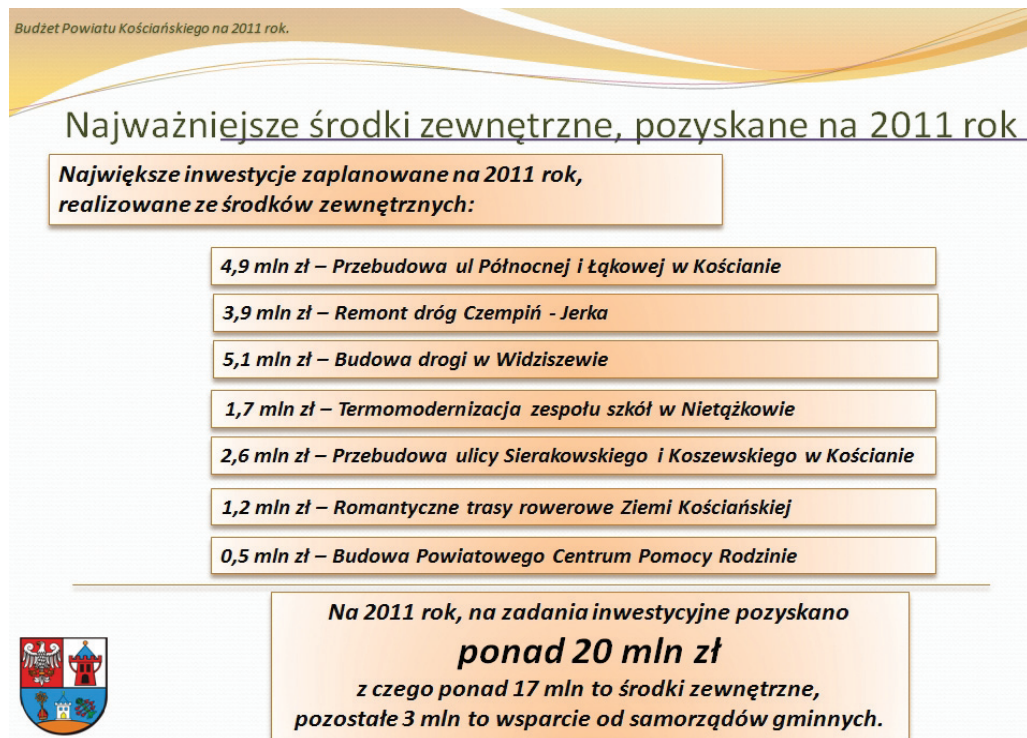 Budżet Powiatu Kościańskiego na 2011 rok.
Najważniejsze środki zewnętrzne, pozyskane na 2011 rok
Największe inwestycje zaplanowane na 2011 rok,
realizowane ze środków zewnętrznych:
4,9 mln zł – Przebudowa ul Północnej i Łąkowej w Kościanie
3,9 mln zł – Remont dróg Czempiń - Jerka
5,1 mln zł – Budowa drogi w Widziszewie
1,7 mln zł – Termomodernizacja zespołu szkół w Nietążkowie
2,6 mln zł – Przebudowa ulicy Sierakowskiego i Koszewskiego w Kościanie
1,2 mln zł – Romantyczne trasy rowerowe Ziemi Kościańskiej
0,5 mln zł – Budowa Powiatowego Centrum Pomocy Rodzinie
Na 2011 rok, na zadania inwestycyjne pozyskano
ponad 20 mln zł
z czego ponad 17 mln to środki zewnętrzne,
pozostałe 3 mln to wsparcie od samorządów gminnych.